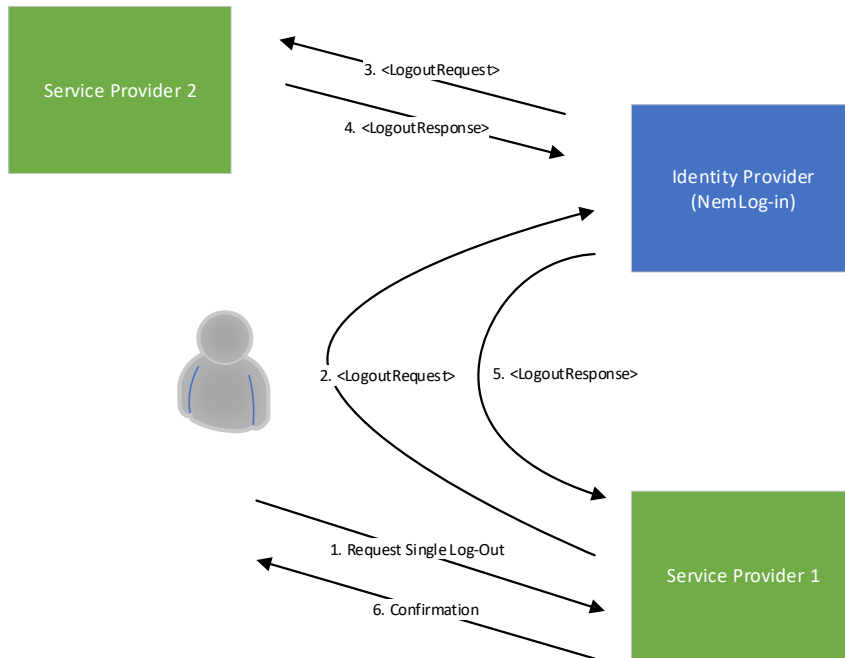 3. <LogoutRequest>
Service Provider 2
4. <LogoutResponse>
Identity Provider
(NemLog-in)
2. <LogoutRequest>
5. <LogoutResponse>
1. Request Single Log-Out
Service Provider 1
6. Confirmation